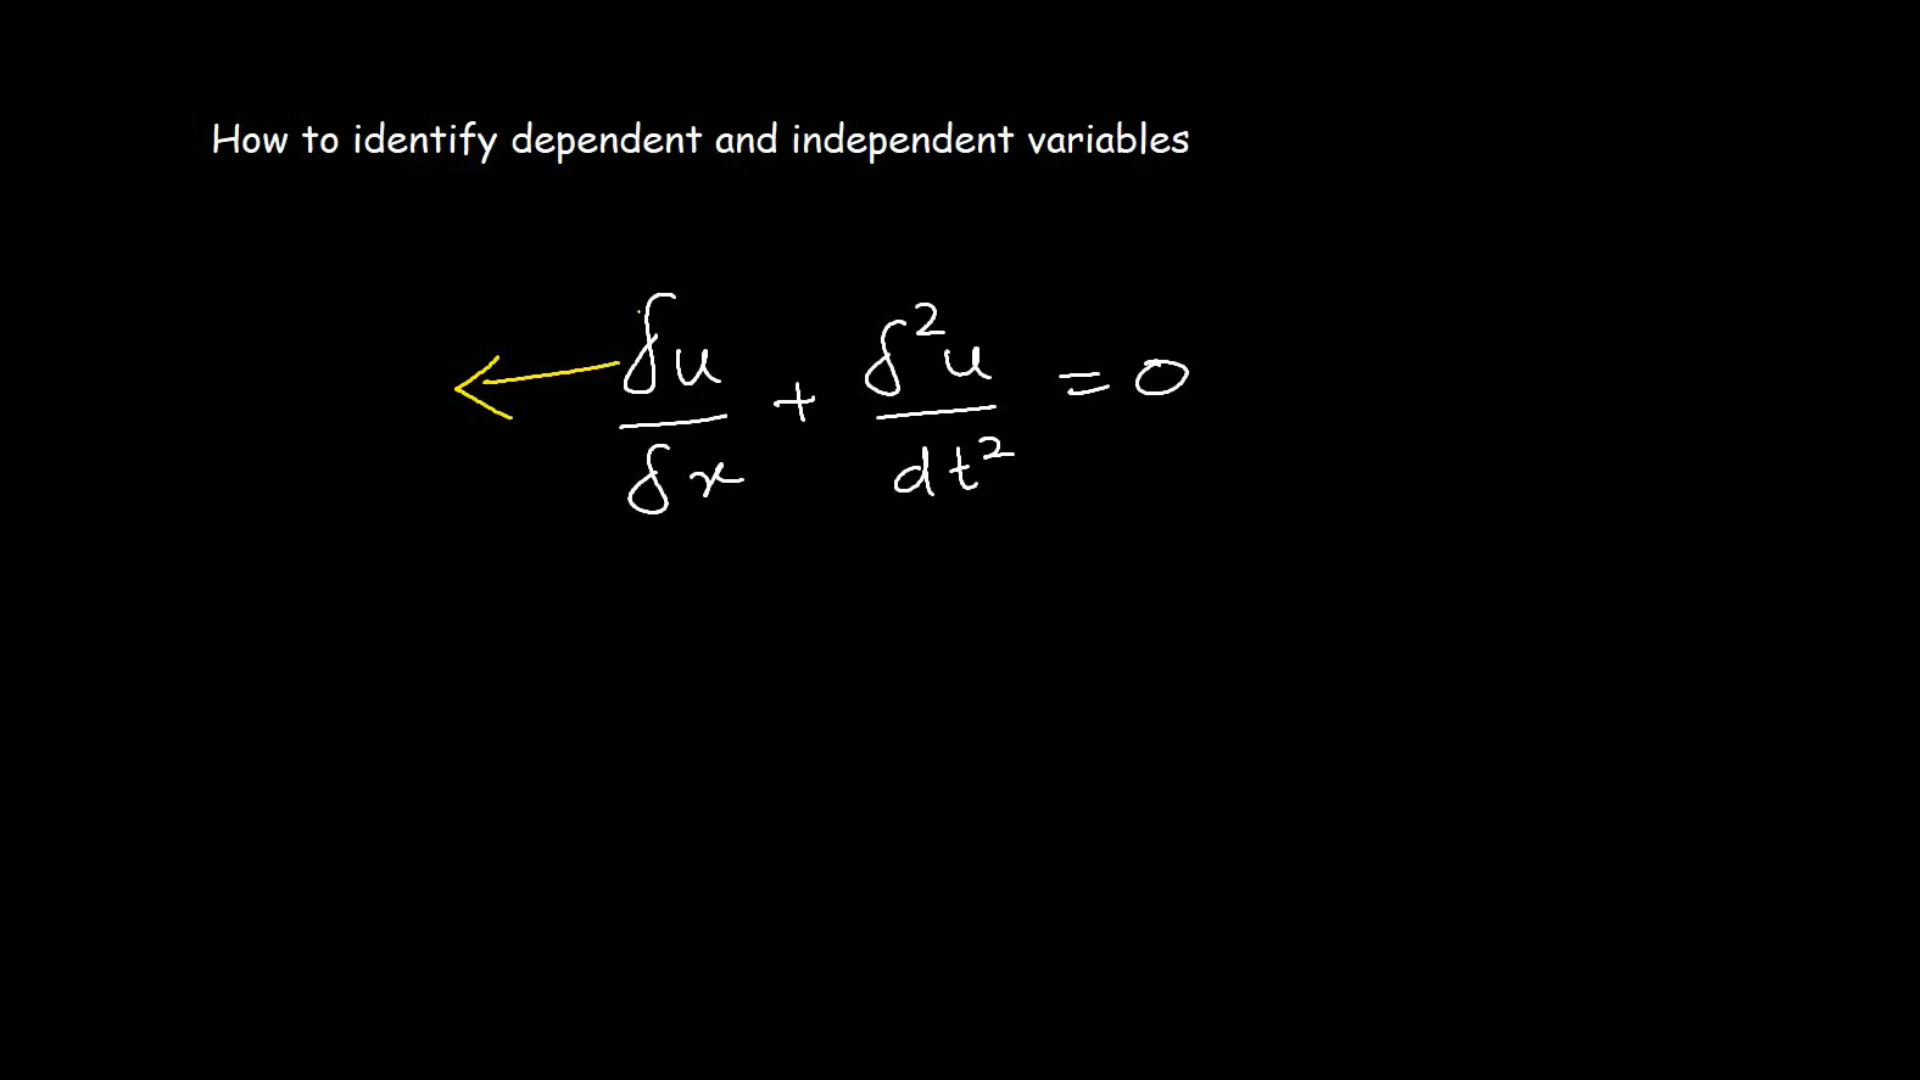 How to identify dependent and independent variables
δu/δx + δ²u/dt² = 0